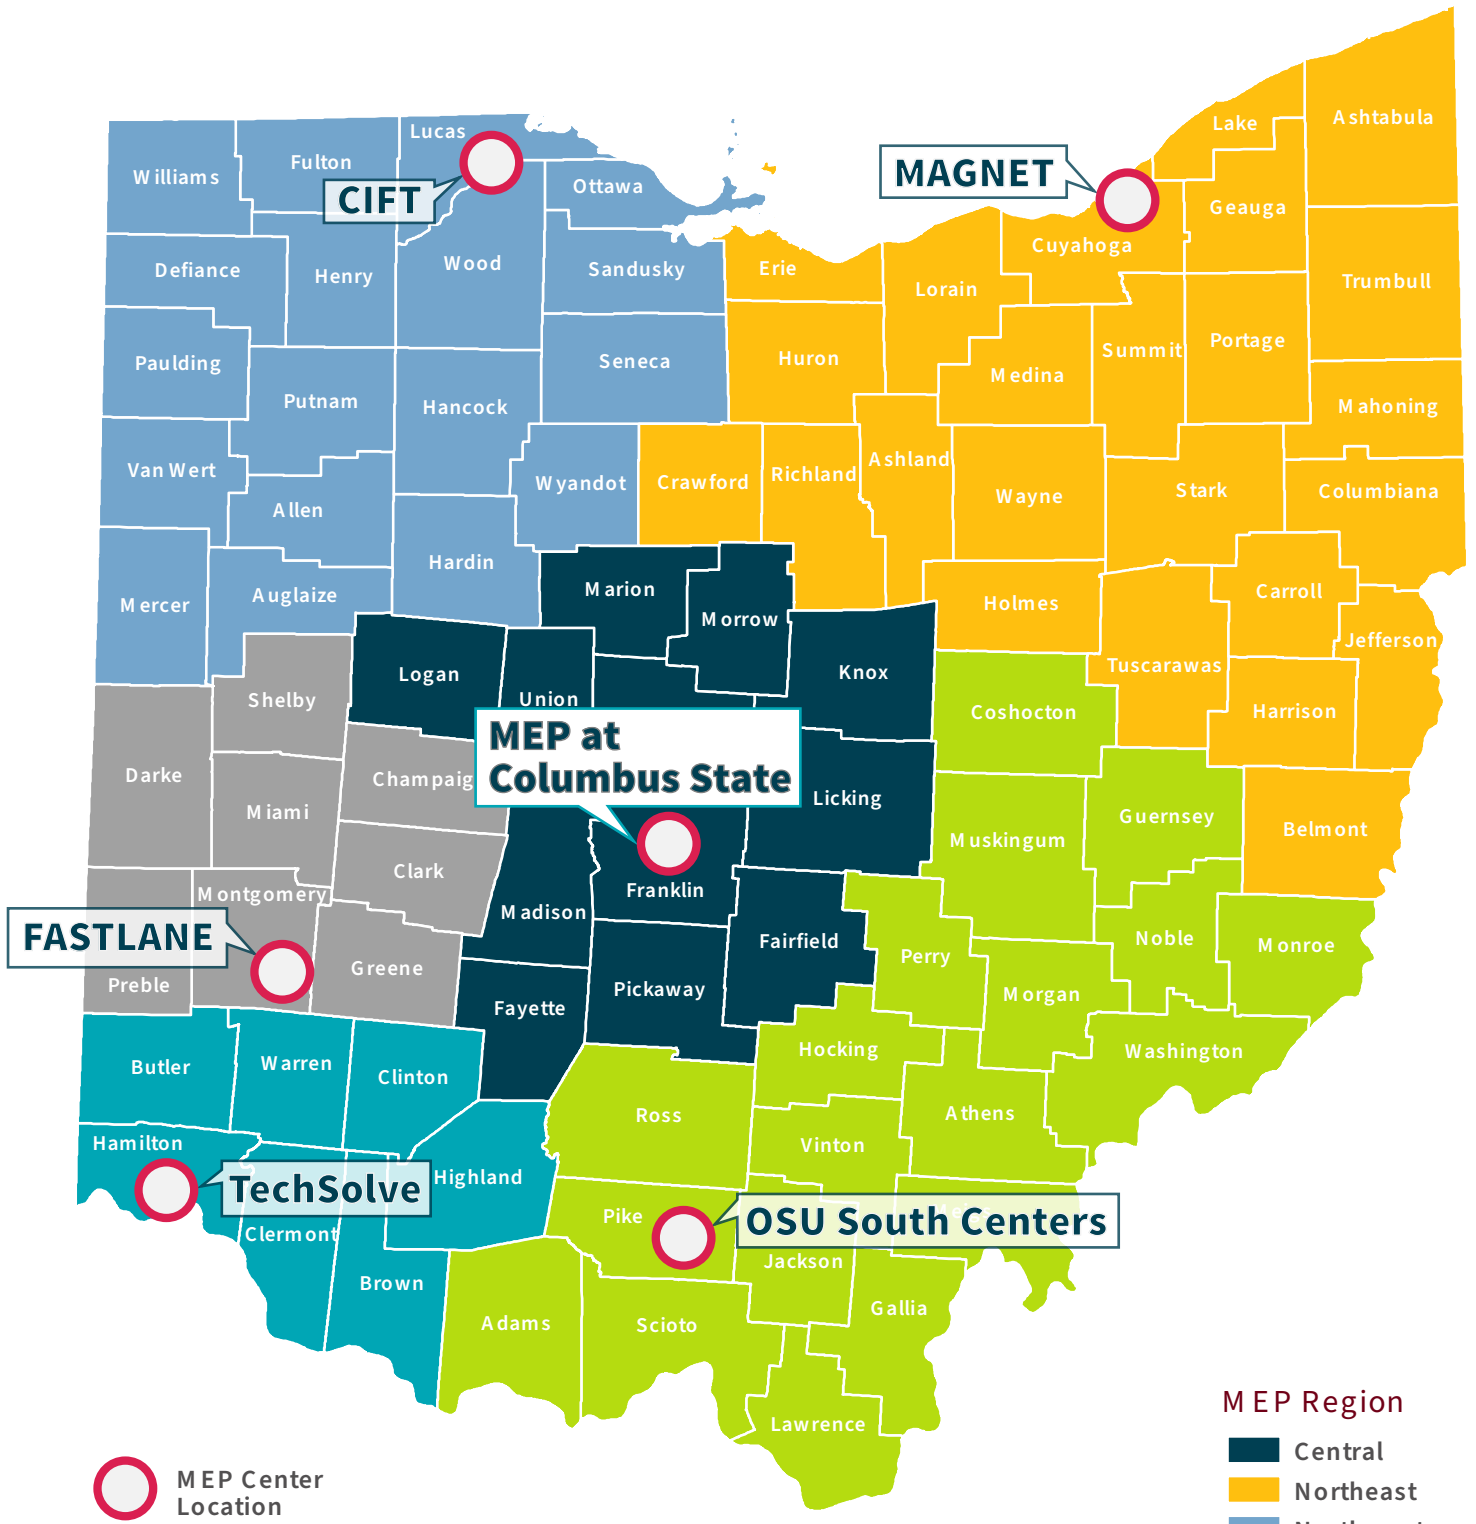 Lake
Ashtabula
Lucas
Fulton
Williams
CIFT
Ottawa
MAGNET
Geauga
Cuyahoga
Defiance
Henry
Wood
Sandusky
Erie
Lorain
Trumbull
Paulding
Seneca
Huron
Medina
Summit
Portage
Putnam
Hancock
Mahoning
Van Wert
Allen
Wyandot
Crawford
Richland
Ashland
Wayne
Stark
Columbiana
Hardin
Marion
Mercer
Auglaize
Morrow
Holmes
Carroll
Jefferson
Logan
Knox
Tuscarawas
Shelby
Union
Coshocton
Harrison
MEP at
Columbus State
Darke
Champaig
Miami
Licking
Guernsey
Belmont
Muskingum
Clark
Franklin
Montgomery
Madison
FASTLANE
Fairfield
Perry
Noble
Monroe
Preble
Greene
Pickaway
Fayette
Morgan
Butler
Warren
Clinton
Hocking
Washington
Ross
Athens
Hamilton
Vinton
TechSolve
Highland
Pike
OSU South Centers
Clermont
Jackson
Brown
Gallia
Adams
Scioto
Lawrence
MEP Center
Location
MEP Region
Central
Northeast